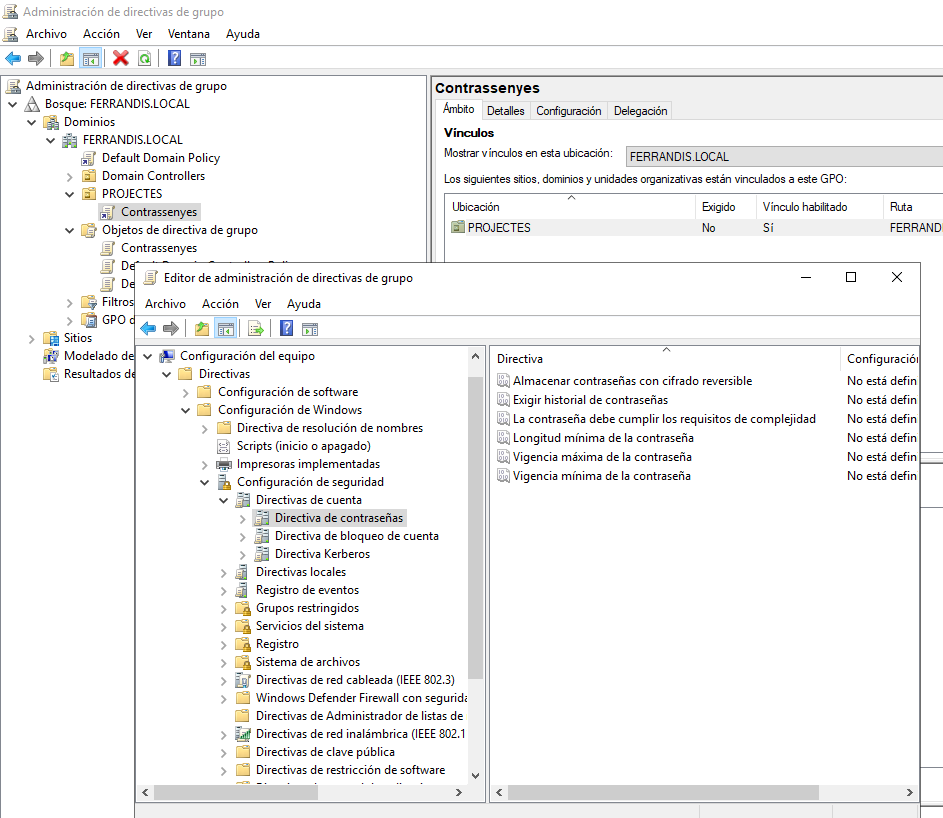 Administración de directivas de grupo
Archivo Acción Ver Ventana Ayuda
Administración de directivas de grupo
Bosque: FERRANDIS.LOCAL
Dominios
FERRANDIS.LOCAL
Default Domain Policy
Domain Controllers
PROJECTES
Contrassenyes
Objetos de directiva de grupo
Contrassenyes
Filtros
GPO d
Sitios
Modelado de
Resultados de
Contrassenyes
Ámbito Detalles Configuración Delegación
Vínculos
Mostrar vínculos en esta ubicación: FERRANDIS.LOCAL
Los siguientes sitios, dominios y unidades organizativas están vinculados a este GPO:
Ubicación Exigido Vínculo habilitado Ruta
PROJECTES No Sí FERRANDI
Editor de administración de directivas de grupo
Archivo Acción Ver Ayuda
Configuración del equipo
Directivas
Configuración de software
Configuración de Windows
Directiva de resolución de nombres
Scripts (inicio o apagado)
Impresoras implementadas
Configuración de seguridad
Directivas de cuenta
Directiva de contraseñas
Directiva de bloqueo de cuenta
Directiva Kerberos
Directivas locales
Registro de eventos
Grupos restringidos
Servicios del sistema
Registro
Sistema de archivos
Directivas de red cableada (IEEE 802.3)
Windows Defender Firewall con segurida
Directivas de Administrador de listas de
Directivas de red inalámbrica (IEEE 802.1
Directivas de clave pública
Directivas de restricción de software
Directiva Configuración
Almacenar contraseñas con cifrado reversible No está defin
Exigir historial de contraseñas No está defin
La contraseña debe cumplir los requisitos de complejidad No está defin
Longitud mínima de la contraseña No está defin
Vigencia máxima de la contraseña No está defin
Vigencia mínima de la contraseña No está defin